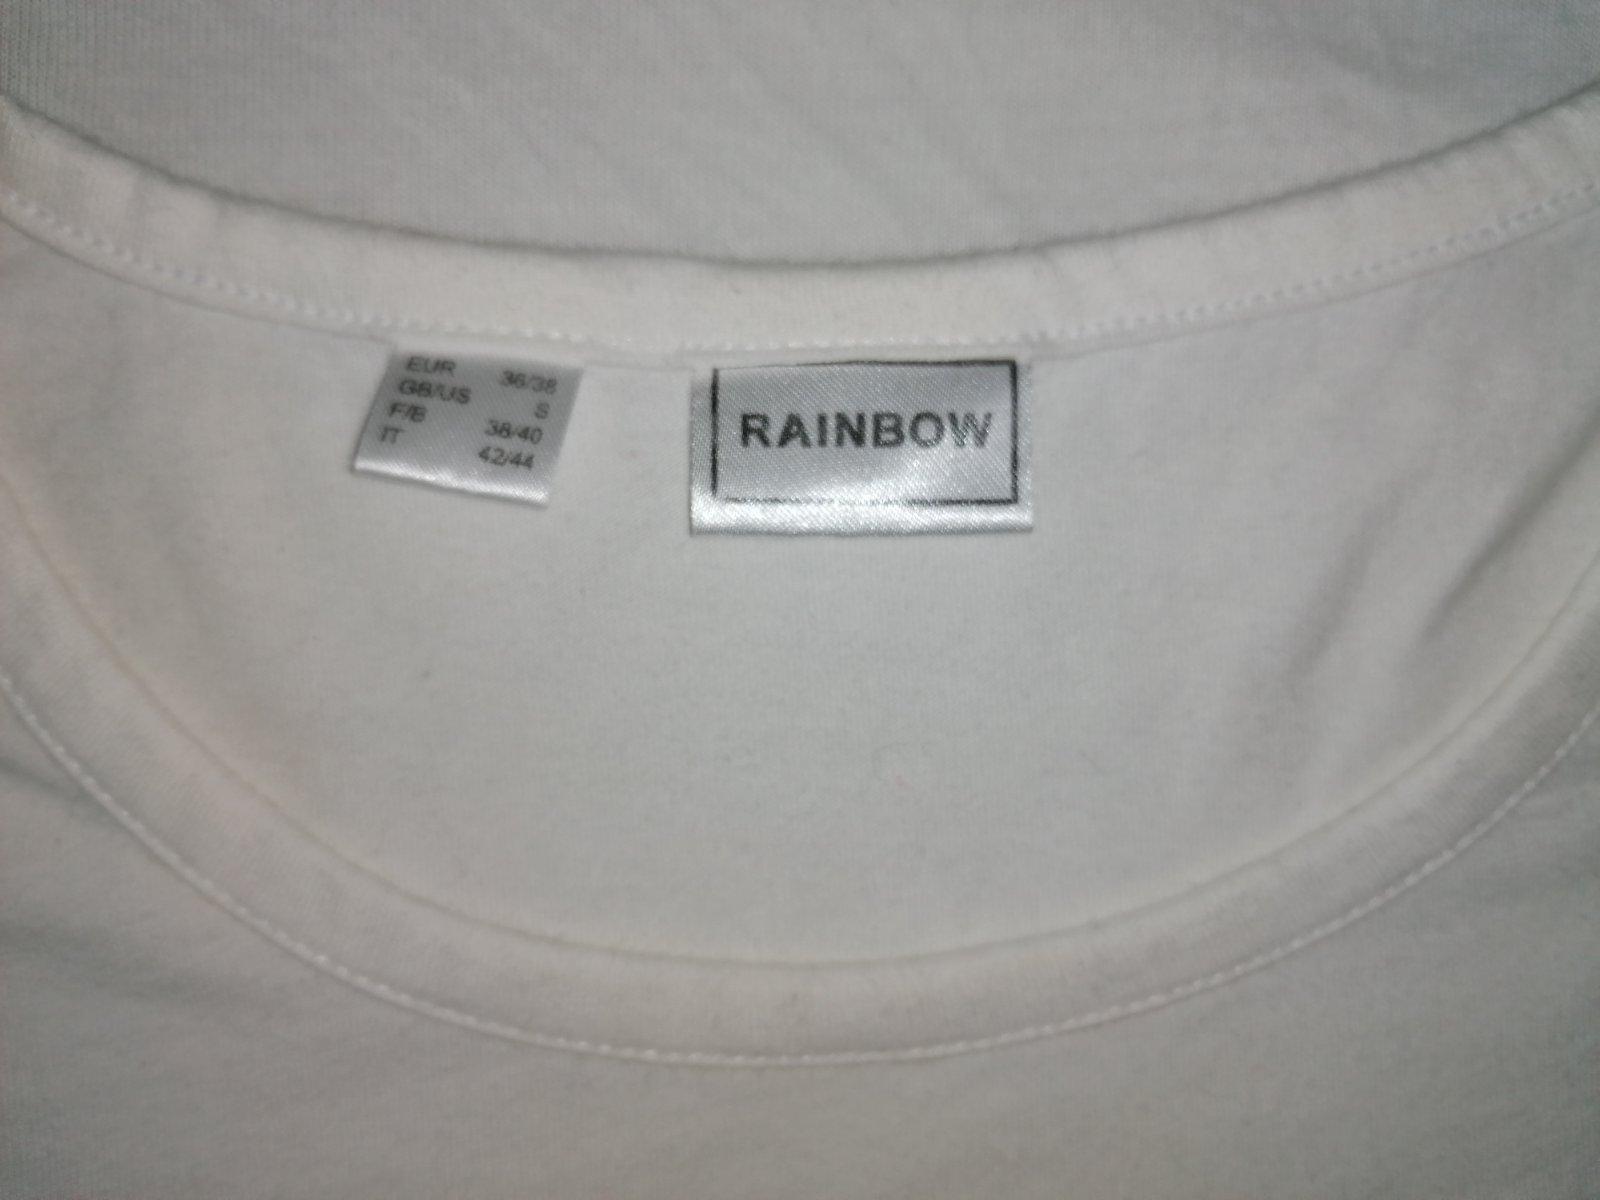 EUR 36/38
GB/US S
F/B 38/40
IT 42/44
RAINBOW